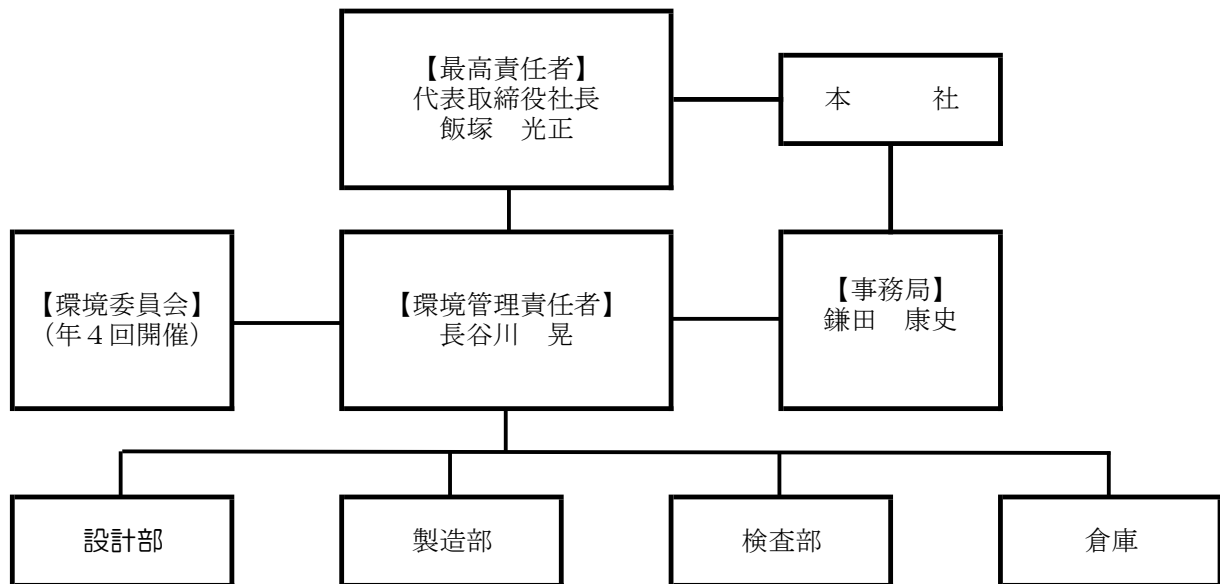 【最高責任者】
代表取締役社長
飯塚　光正
本　　社
【環境委員会】
（年４回開催）
【環境管理責任者】
長谷川　晃
【事務局】
鎌田　康史
設計部
製造部
検査部
倉庫